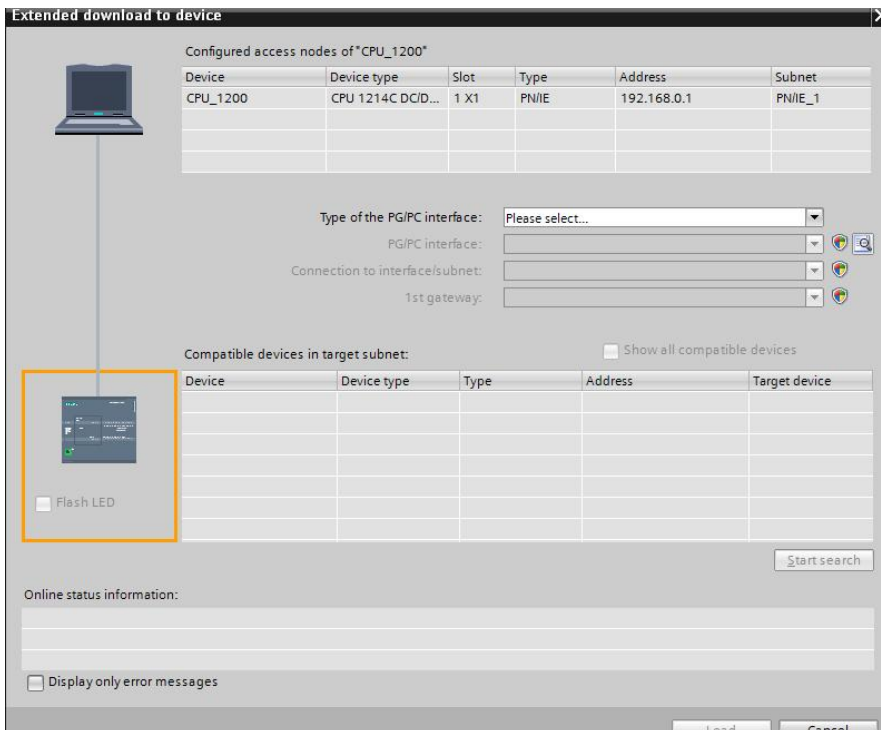 Extended download to device
Configured access nodes of "CPU_1200"
Device Device type Slot Type Address Subnet
CPU_1200 CPU 1214C DC/D... 1 X1 PN/IE 192.168.0.1 PN/IE_1
Type of the PG/PC interface: Please select...
PG/PC interface:
Connection to interface/subnet:
1st gateway:
Compatible devices in target subnet: Show all compatible devices
Device Device type Type Address Target device
Flash LED
Start search
Online status information:
Display only error messages
Load Cancel